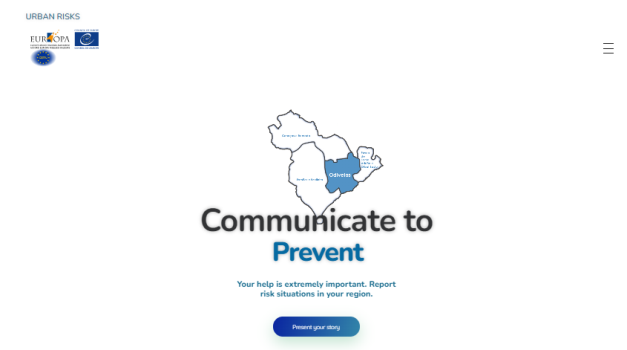 URBAN RISKS
EUR OPA
Odivelas
Communicate to
Prevent
Your help is extremely important. Report
risk situations in your region.
Pesent your story